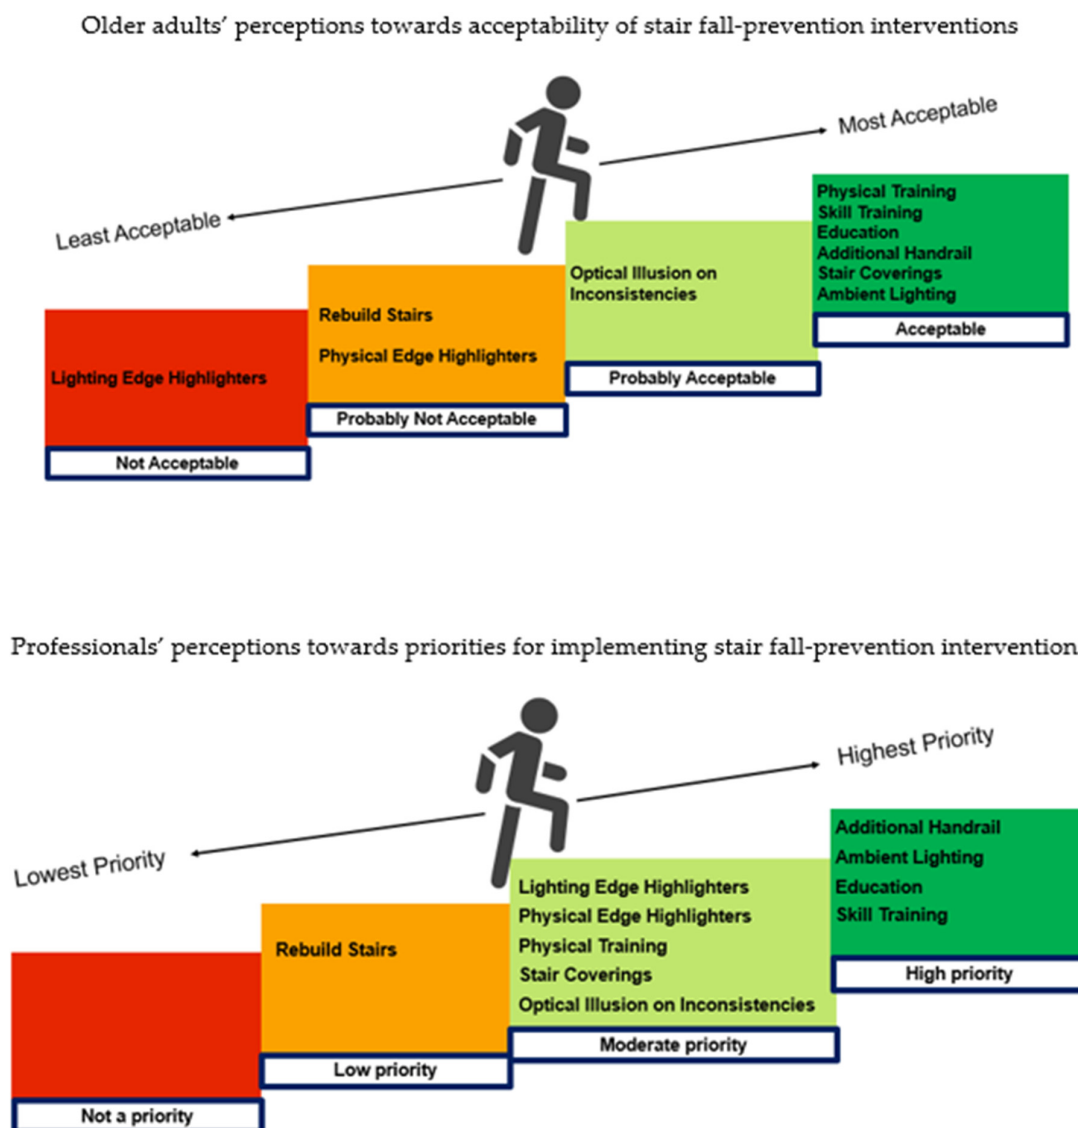 Older adults' perceptions towards acceptability of stair fall-prevention interventions
Most Acceptable
Least Acceptable
Physical Training
Skill Training
Education
Additional Handrail
Stair Coverings
Ambient Lighting
Acceptable
Optical Illusion on
Inconsistencies
Probably Acceptable
Rebuild Stairs
Physical Edge Highlighters
Probably Not Acceptable
Lighting Edge Highlighters
Not Acceptable
Professionals' perceptions towards priorities for implementing stair fall-prevention intervention
Highest Priority
Lowest Priority
Additional Handrail
Ambient Lighting
Education
Skill Training
High priority
Lighting Edge Highlighters
Physical Edge Highlighters
Physical Training
Stair Coverings
Optical Illusion on Inconsistencies
Moderate priority
Rebuild Stairs
Low priority
Not a priority